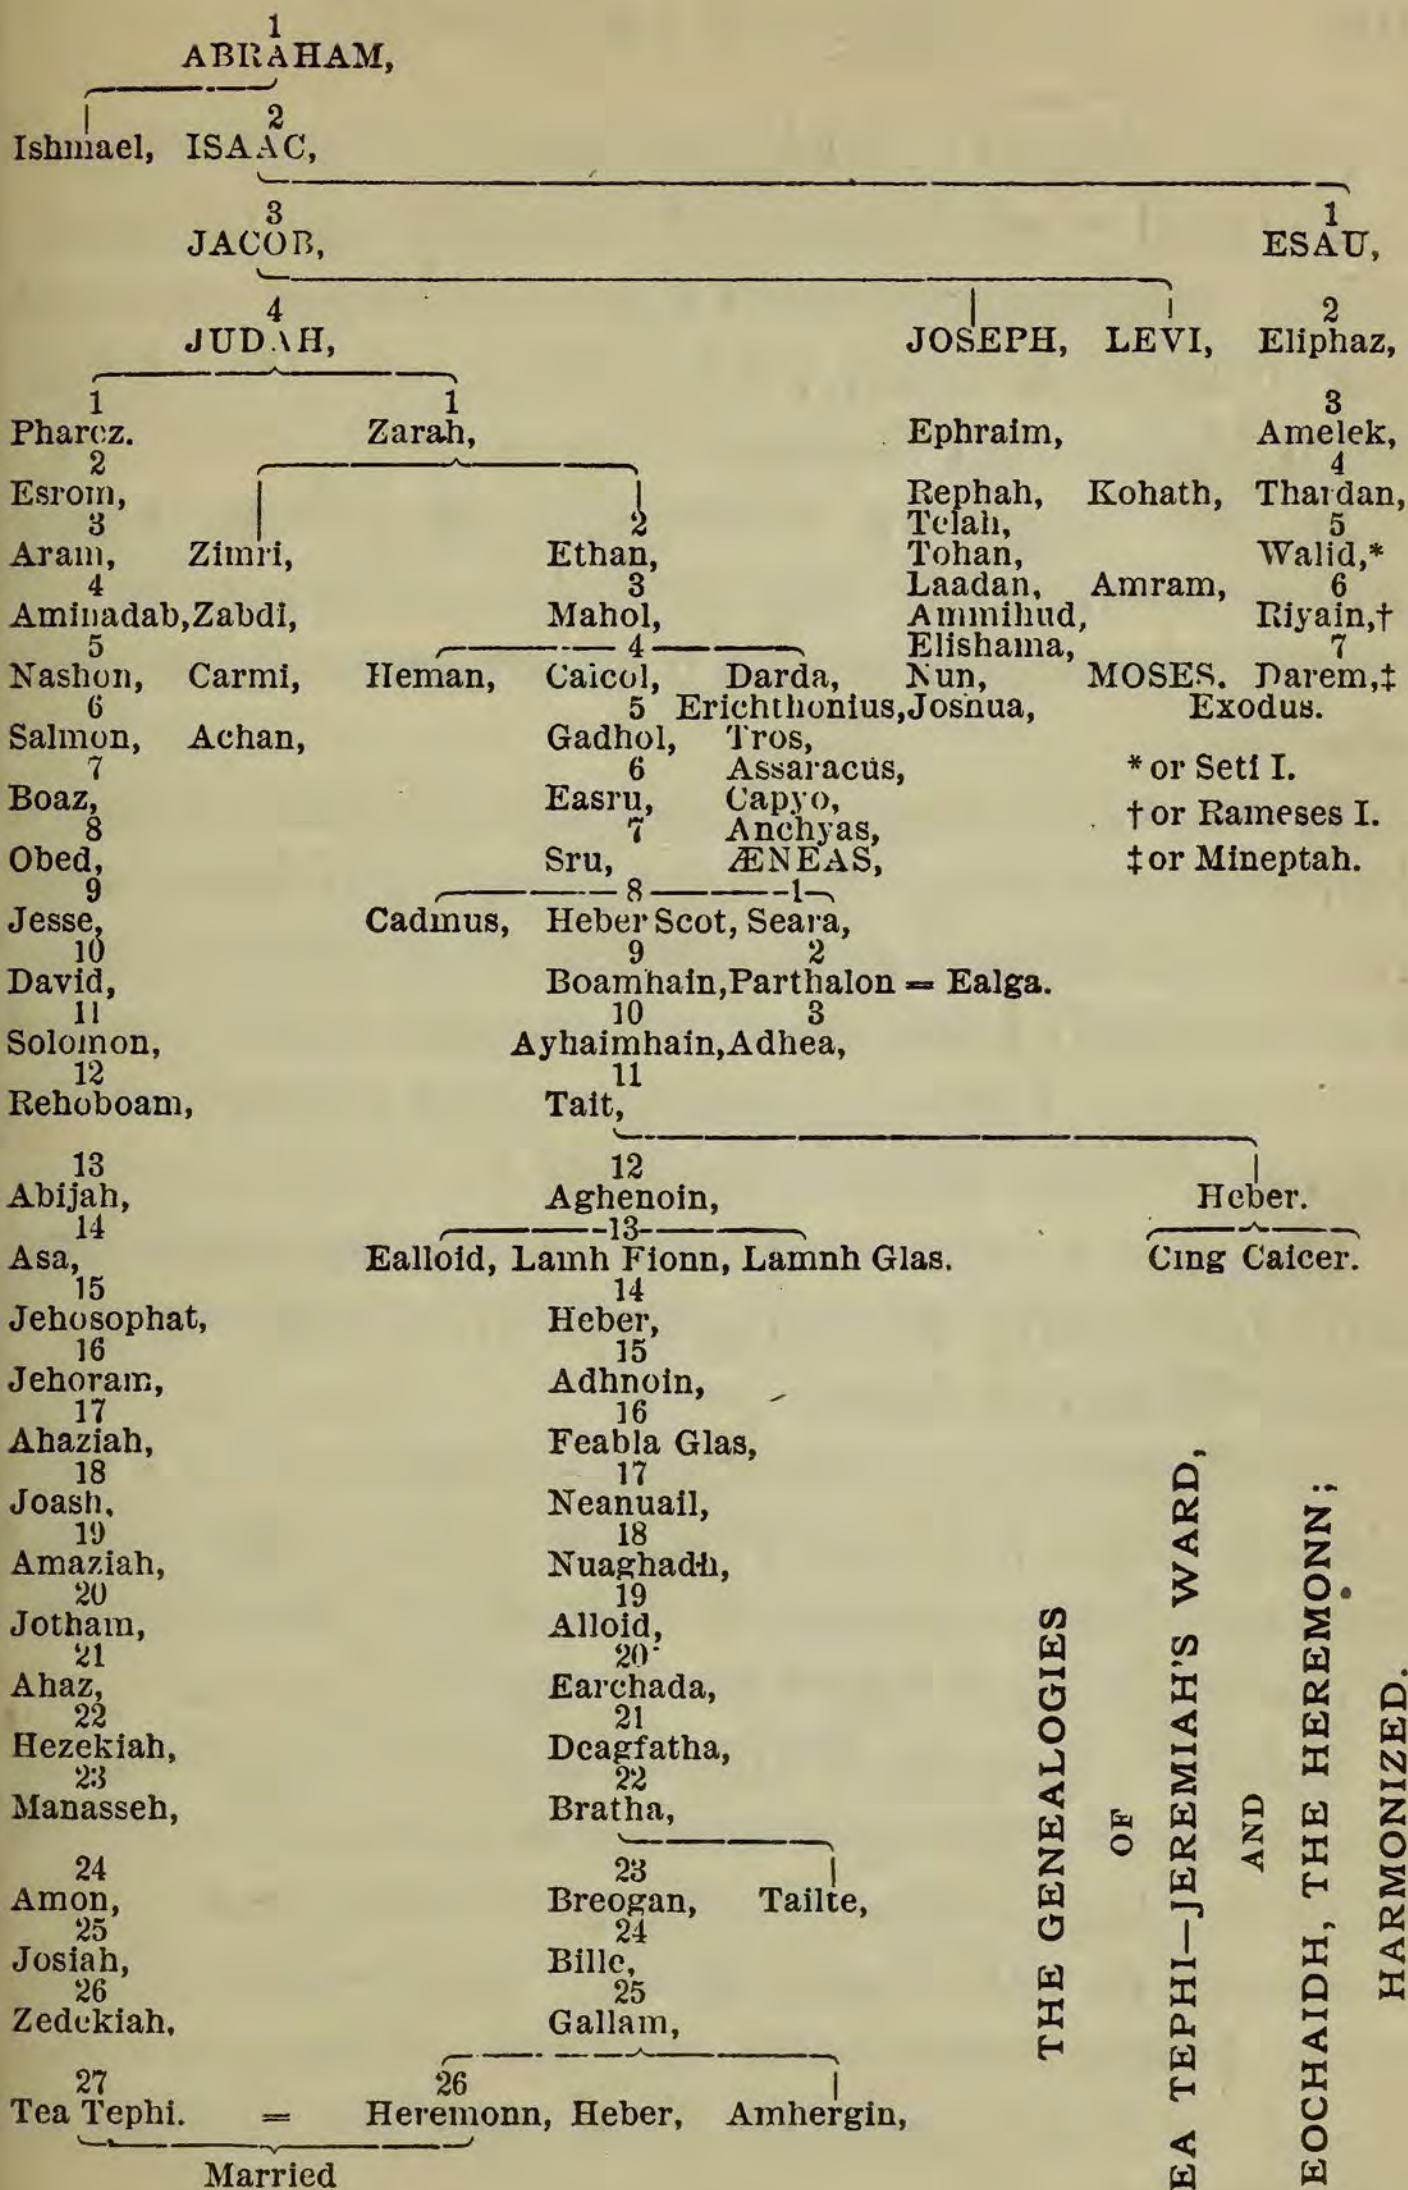 1
ABRAHAM,
2
Ishmael, ISAAC,
3 1
JACOB, ESAU,
4 2
JUDAH, JOSEPH, LEVI, Eliphaz,
1 1 3
Pharez. Zarah, Ephraim, Amelek,
2 4
Esrom, Rephah, Kohath, Thardan,
3 2 Telah, 5
Aram, Zimri, Ethan, Tohan, Walid,*
4 3 Laadan, Amram, 6
Aminadab, Zabdi, Mahol, Ammihud, Riyain,†
5 4 Elishama, 7
Nashon, Carmi, Heman, Caicol, Darda, Nun, MOSES. Darem,‡
6 5 Erichthonius, Joshua, Exodus.
Salmon, Achan, Gadhol, Tros,
7 6 Assaracus, * or Seti I.
Boaz, Easru, Capyo,
8 7 Anchyas, † or Rameses I.
Obed, Sru, ÆNEAS, ‡ or Mineptah.
9 8 1
Jesse, Cadmus, Heber Scot, Seara,
10 9 2
David, Boamhain, Parthalon = Ealga.
11 10 3
Solomon, Ayhaimhain, Adhea,
12 11
Rehoboam, Tait,
13 12
Abijah, Aghenoin, Heber.
14 13
Asa, Ealloid, Lamh Fionn, Lamnh Glas. Cing Caicer.
15 14
Jehosophat, Heber,
16 15
Jehoram, Adhnoin,
17 16
Ahaziah, Feabla Glas,
18 17
Joash, Neanuail,
19 18
Amaziah, Nuaghadh,
20 19
Jotham, Alloid,
21 20
Ahaz, Earchada,
22 21
Hezekiah, Deagfatha,
23 22
Manasseh, Bratha,
24 23
Amon, Breogan, Tailte,
25 24
Josiah, Bille,
26 25
Zedekiah, Gallam,
27 26
Tea Tephi. = Heremonn, Heber, Amhergin,
Married
THE GENEALOGIES
OF
EA TEPHI—JEREMIAH'S WARD,
AND
EOCHAIDH, THE HEREMONN;
HARMONIZED.